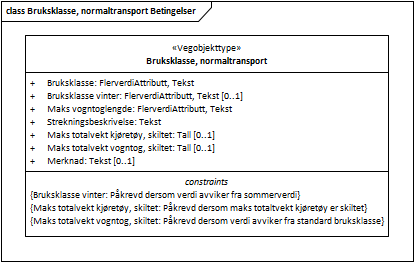 class Bruksklasse, normaltransport Betingelser
«Vegobjekttype»
Bruksklasse, normaltransport
+ Bruksklasse: FlerverdiAttributt, Tekst
+ Bruksklasse vinter: FlerverdiAttributt, Tekst [0..1]
+ Maks vogntoglengde: FlerverdiAttributt, Tekst
+ Strekningsbeskrivelse: Tekst
+ Maks totalvekt kjøretøy, skiltet: Tall [0..1]
+ Maks totalvekt vogntog, skiltet: Tall [0..1]
+ Merknad: Tekst [0..1]
constraints
{Bruksklasse vinter: Påkrevd dersom verdi avviker fra sommerverdi}
{Maks totalvekt kjøretøy, skiltet: Påkrevd dersom maks totaltvekt kjøretøy er skiltet}
{Maks totalvekt vogntog, skiltet: Påkrevd dersom verdi avviker fra standard bruksklasse}